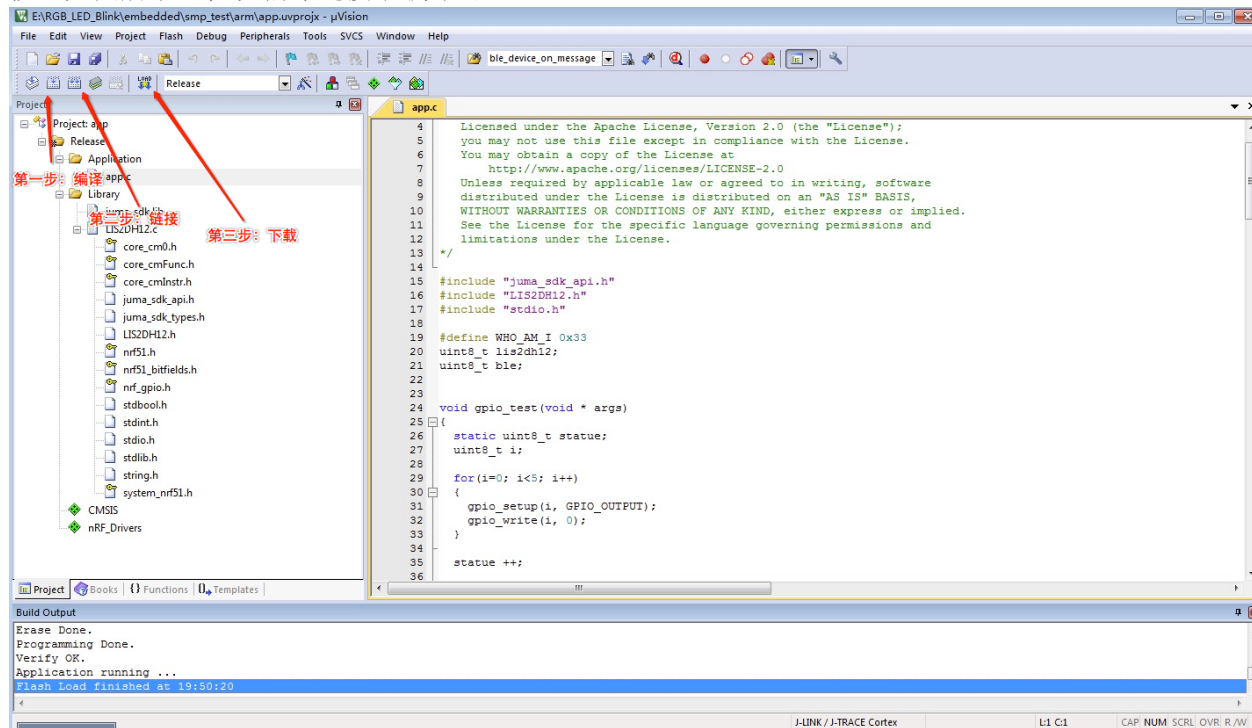 E:\RGB_LED_Blink\embedded\smp_test\arm\app.uvprojx - µVision
File Edit View Project Flash Debug Peripherals Tools SVCS Window Help
ble_device_on_message
LOAD
Release
Project
app.c
Project: app
Release
Application
app.c
第一步：编译
Library
第二步：链接
LIS2DH12.c
第三步：下载
core_cm0.h
core_cmFunc.h
core_cmInstr.h
juma_sdk_api.h
juma_sdk_types.h
LIS2DH12.h
nrf51.h
nrf51_bitfields.h
nrf_gpio.h
stdbool.h
stdint.h
stdio.h
stdlib.h
string.h
system_nrf51.h
CMSIS
nRF_Drivers
4 Licensed under the Apache License, Version 2.0 (the "License");
5 you may not use this file except in compliance with the License.
6 You may obtain a copy of the License at
7 http://www.apache.org/licenses/LICENSE-2.0
8 Unless required by applicable law or agreed to in writing, software
9 distributed under the License is distributed on an "AS IS" BASIS,
10 WITHOUT WARRANTIES OR CONDITIONS OF ANY KIND, either express or implied.
11 See the License for the specific language governing permissions and
12 limitations under the License.
13 */
14
15 #include "juma_sdk_api.h"
16 #include "LIS2DH12.h"
17 #include "stdio.h"
18
19 #define WHO_AM_I 0x33
20 uint8_t lis2dh12;
21 uint8_t ble;
22
23
24 void gpio_test(void * args)
25 {
26 static uint8_t statue;
27 uint8_t i;
28
29 for(i=0; i<5; i++)
30 {
31 gpio_setup(i, GPIO_OUTPUT);
32 gpio_write(i, 0);
33 }
34
35 statue ++;
36
Project Books {} Functions 0 Templates
Build Output
Erase Done.
Programming Done.
Verify OK.
Application running ...
Flash Load finished at 19:50:20
J-LINK / J-TRACE Cortex L:1 C:1 CAP NUM SCRL OVR R/W